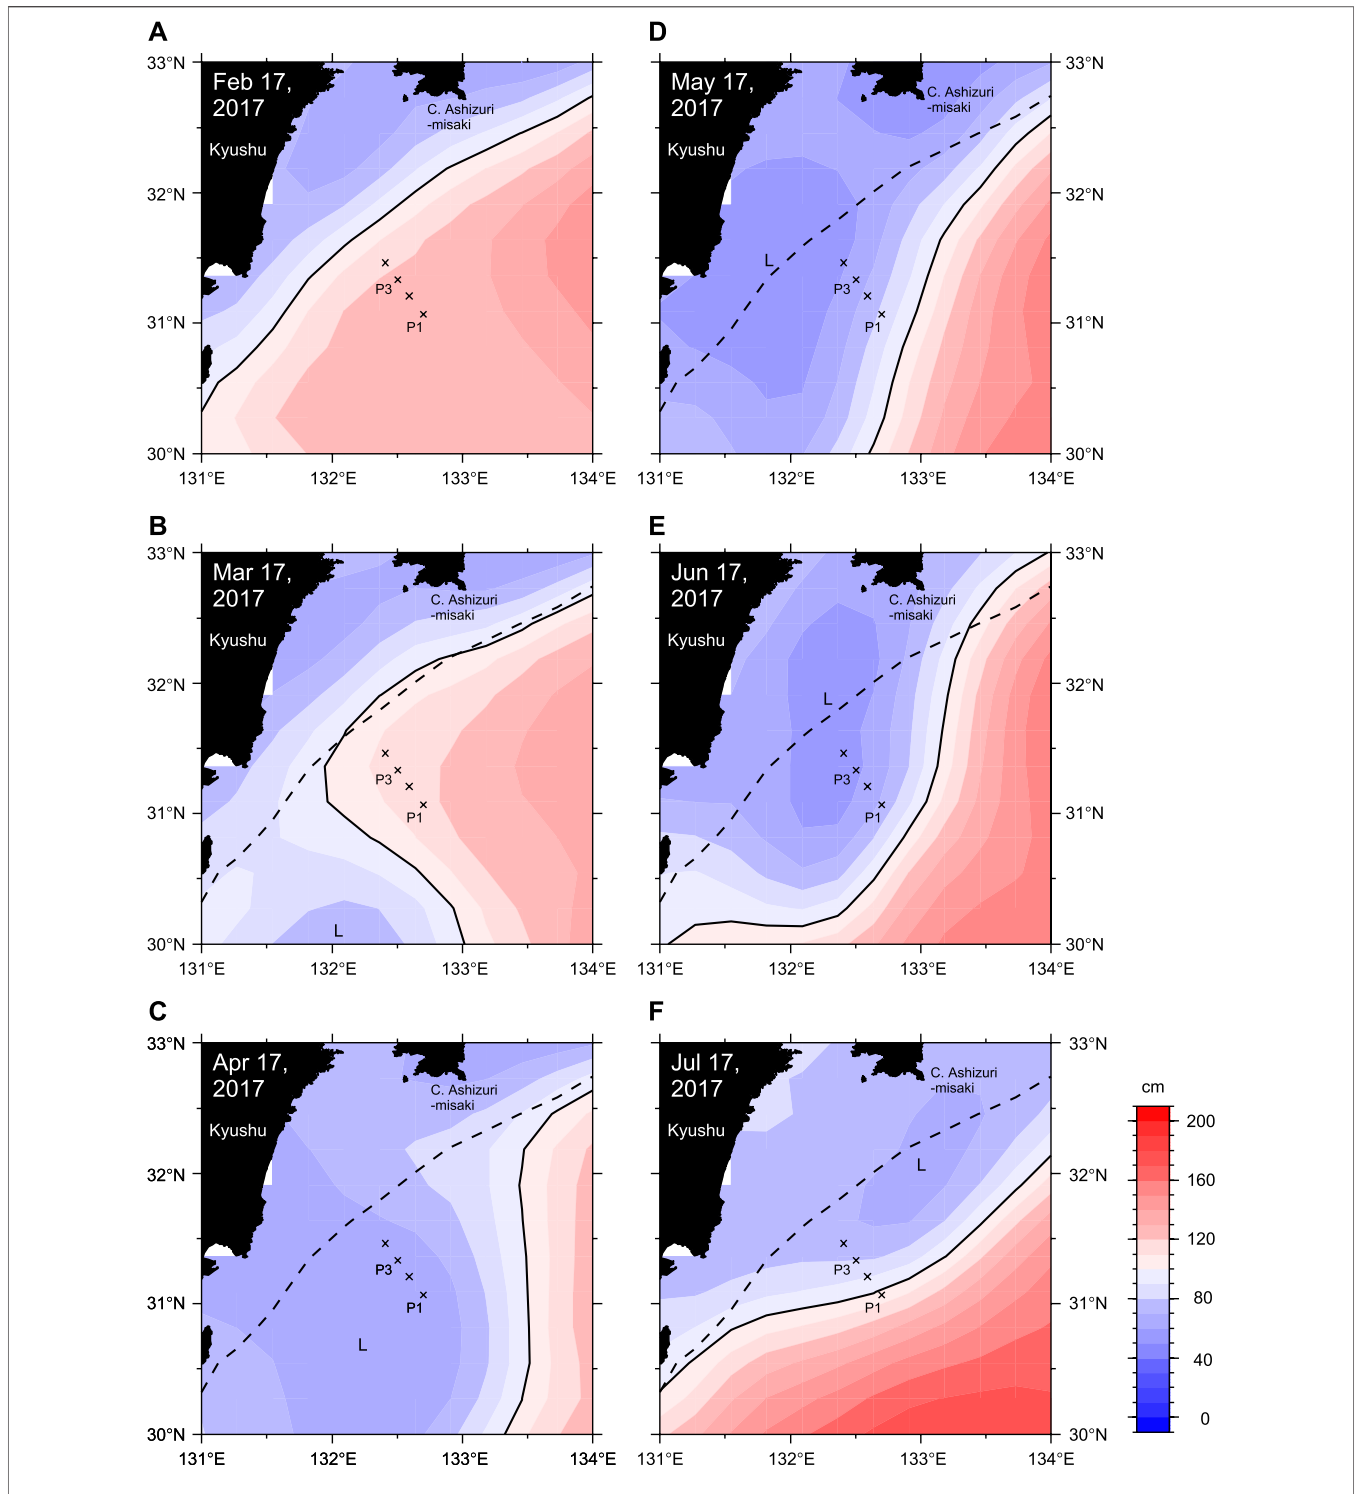 A
Feb 17,
2017
Kyushu
C. Ashizuri
-misaki
P3
P1
33°N
32°N
31°N
30°N
131°E
132°E
133°E
134°E
D
May 17,
2017
Kyushu
C. Ashizuri
-misaki
L
P3
P1
33°N
32°N
31°N
30°N
131°E
132°E
133°E
134°E
B
Mar 17,
2017
Kyushu
C. Ashizuri
-misaki
P3
P1
L
33°N
32°N
31°N
30°N
131°E
132°E
133°E
134°E
E
Jun 17,
2017
Kyushu
C. Ashizuri
-misaki
L
P3
P1
33°N
32°N
31°N
30°N
131°E
132°E
133°E
134°E
C
Apr 17,
2017
Kyushu
C. Ashizuri
-misaki
P3
P1
L
33°N
32°N
31°N
30°N
131°E
132°E
133°E
134°E
F
Jul 17,
2017
Kyushu
C. Ashizuri
-misaki
L
P3
P1
33°N
32°N
31°N
30°N
131°E
132°E
133°E
134°E
cm
200
160
120
80
40
0